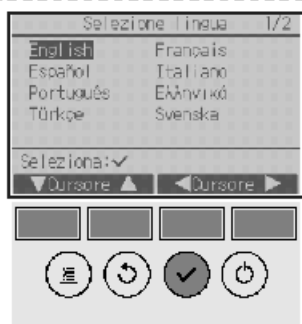 Selezione lingua 1/2
English Français
Español Italiano
Português Ελληνικά
Türkçe Svenska
Seleziona:✓
▼Cursore▲ ◀Cursore▶